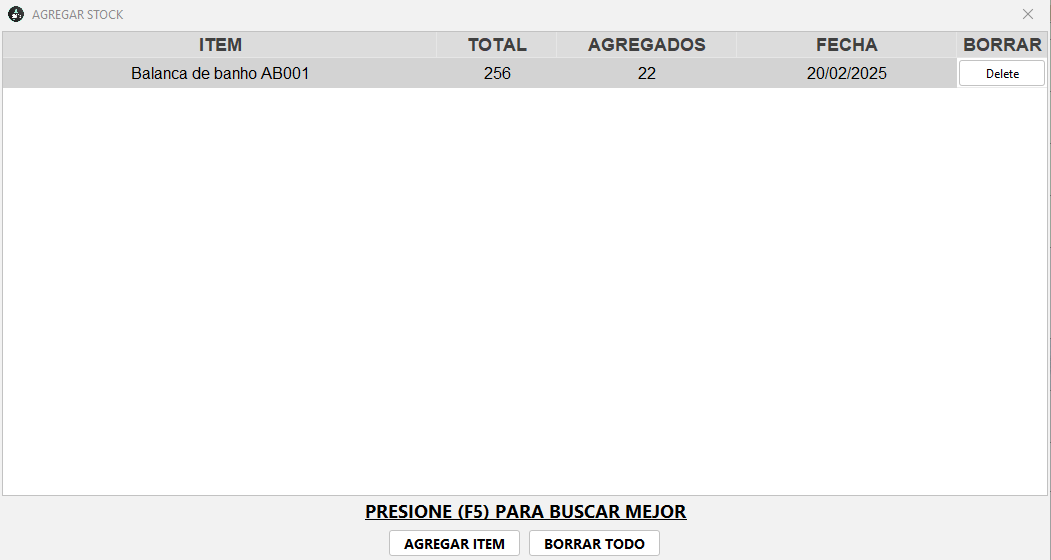 AGREGAR STOCK
ITEM TOTAL AGREGADOS FECHA BORRAR
Balanca de banho AB001 256 22 20/02/2025 Delete
PRESIONE (F5) PARA BUSCAR MEJOR
AGREGAR ITEM BORRAR TODO